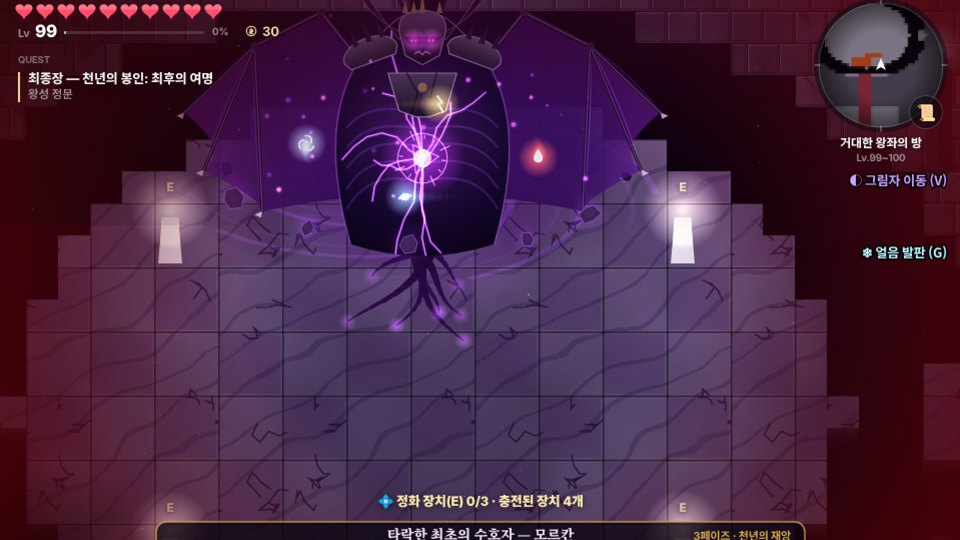 Lv 99 0% 30
QUEST
최종장 — 천년의 봉인: 최후의 여명
왕성 정문
거대한 왕좌의 방
Lv.99~100
그림자 이동 (V)
얼음 발판 (G)
E
E
정화 장치(E) 0/3 · 충전된 장치 4개
E
E
타락한 최초의 수호자 — 모르칸
3페이즈 · 천년의 재앙